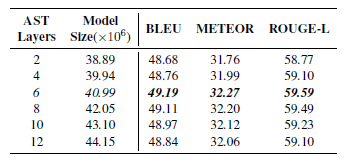 AST Model BLEU METEOR ROUGE-L
Layers Size(×10⁶)
2 38.89 48.68 31.76 58.77
4 39.94 48.76 31.99 59.10
6 40.99 49.19 32.27 59.59
8 42.05 49.11 32.20 59.49
10 43.10 48.97 32.12 59.23
12 44.15 48.84 32.06 59.10